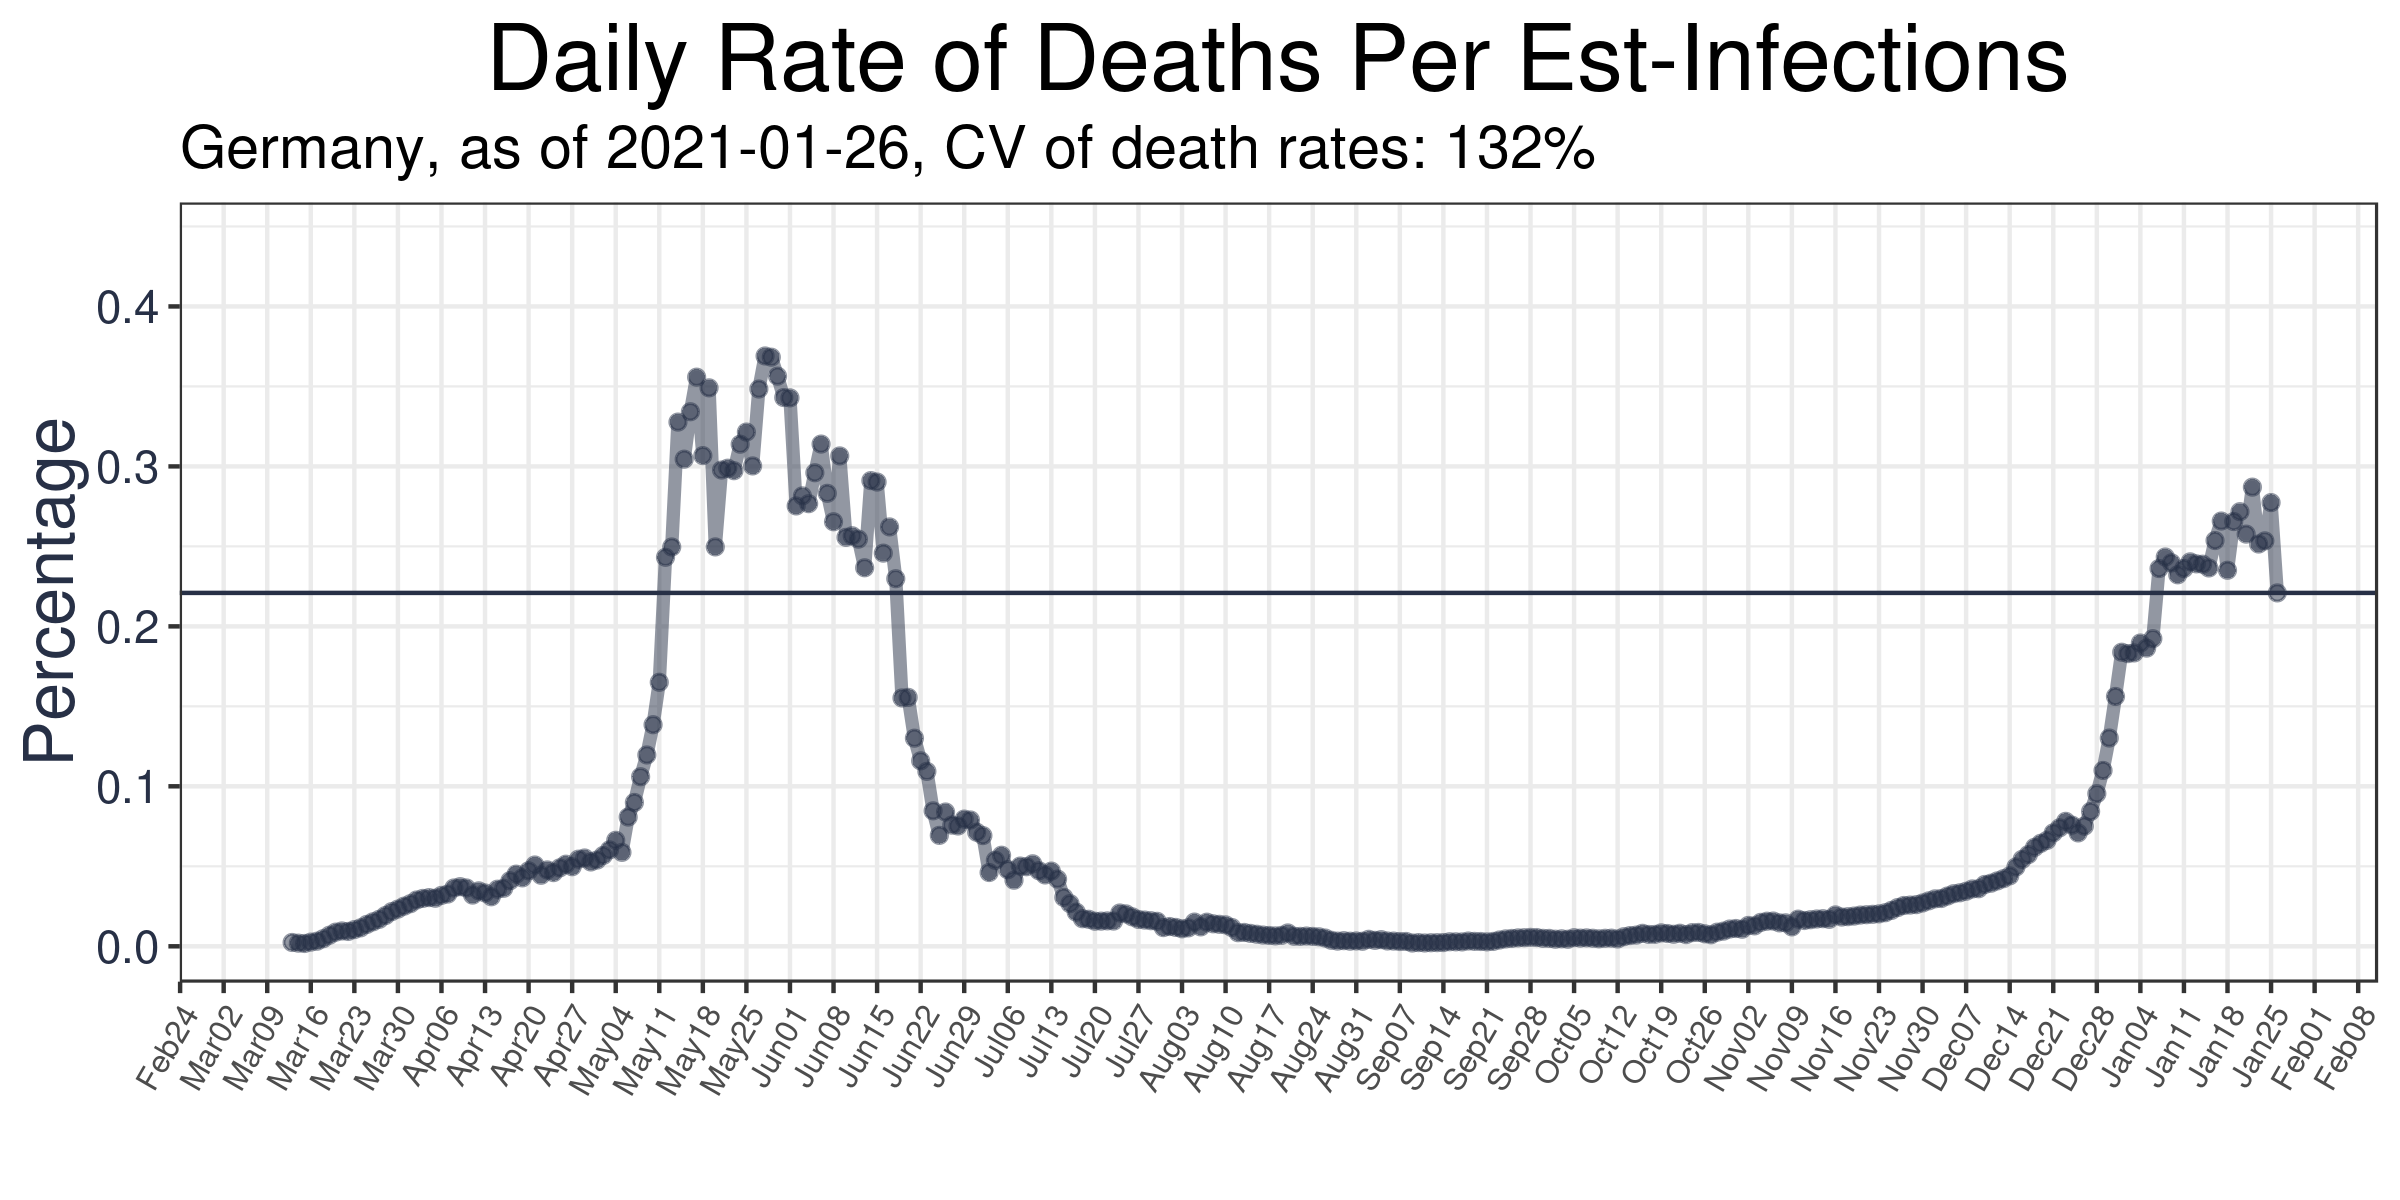 Daily Rate of Deaths Per Est-Infections
Germany, as of 2021-01-26, CV of death rates: 132%
Percentage
0.4
0.3
0.2
0.1
0.0
Feb24
Mar02
Mar09
Mar16
Mar23
Mar30
Apr06
Apr13
Apr20
Apr27
May04
May11
May18
May25
Jun01
Jun08
Jun15
Jun22
Jun29
Jul06
Jul13
Jul20
Jul27
Aug03
Aug10
Aug17
Aug24
Aug31
Sep07
Sep14
Sep21
Sep28
Oct05
Oct12
Oct19
Oct26
Nov02
Nov09
Nov16
Nov23
Nov30
Dec07
Dec14
Dec21
Dec28
Jan04
Jan11
Jan18
Jan25
Feb01
Feb08